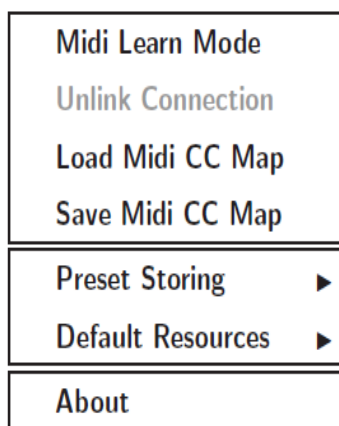 Midi Learn Mode
Unlink Connection
Load Midi CC Map
Save Midi CC Map
Preset Storing ▶
Default Resources ▶
About